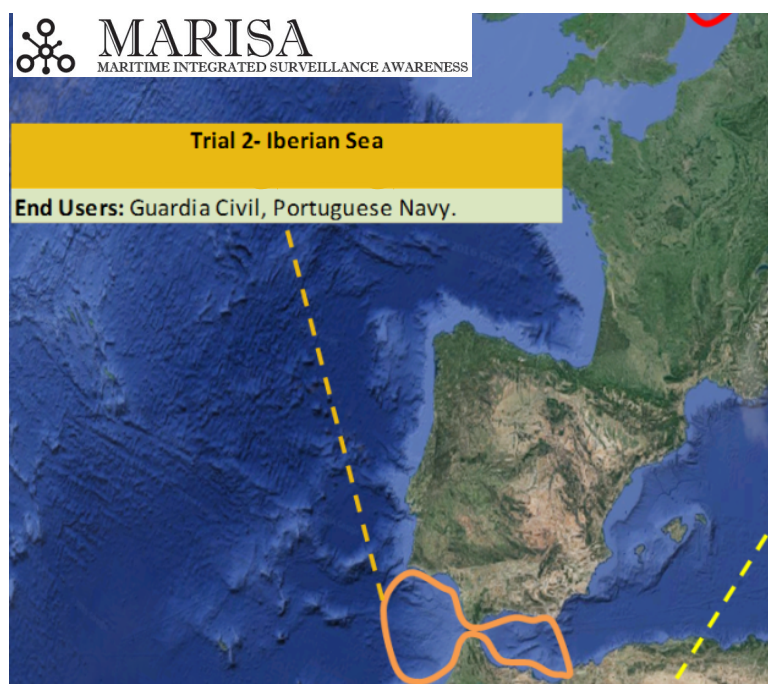 MARISA
MARITIME INTEGRATED SURVEILLANCE AWARENESS
Trial 2- Iberian Sea
End Users: Guardia Civil, Portuguese Navy.